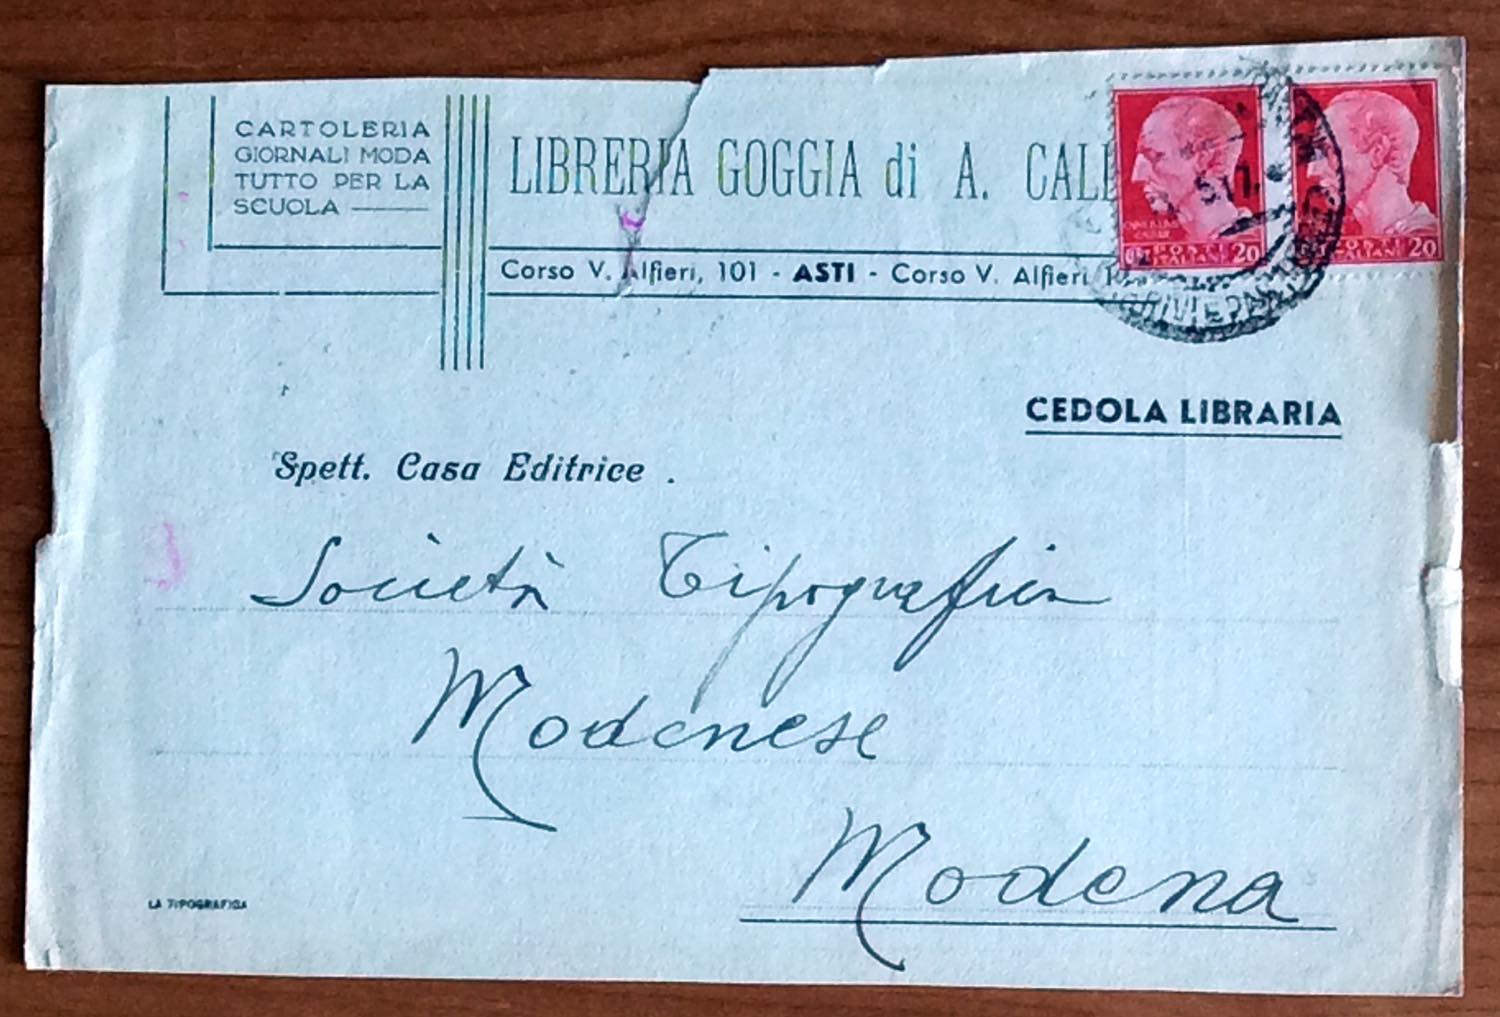 CARTOLERIA
GIORNALI MODA
TUTTO PER LA
SCUOLA
LIBRERIA GOGGIA di A.
Corso V. Alfieri, 101 - ASTI - Corso V. Alfieri
POSTE
ITALIANE 20
POSTE
ITALIANE 20
CEDOLA LIBRARIA
Spett. Casa Editrice .
Società Tipografica
Modenese
Modena
LA TIPOGRAFICA